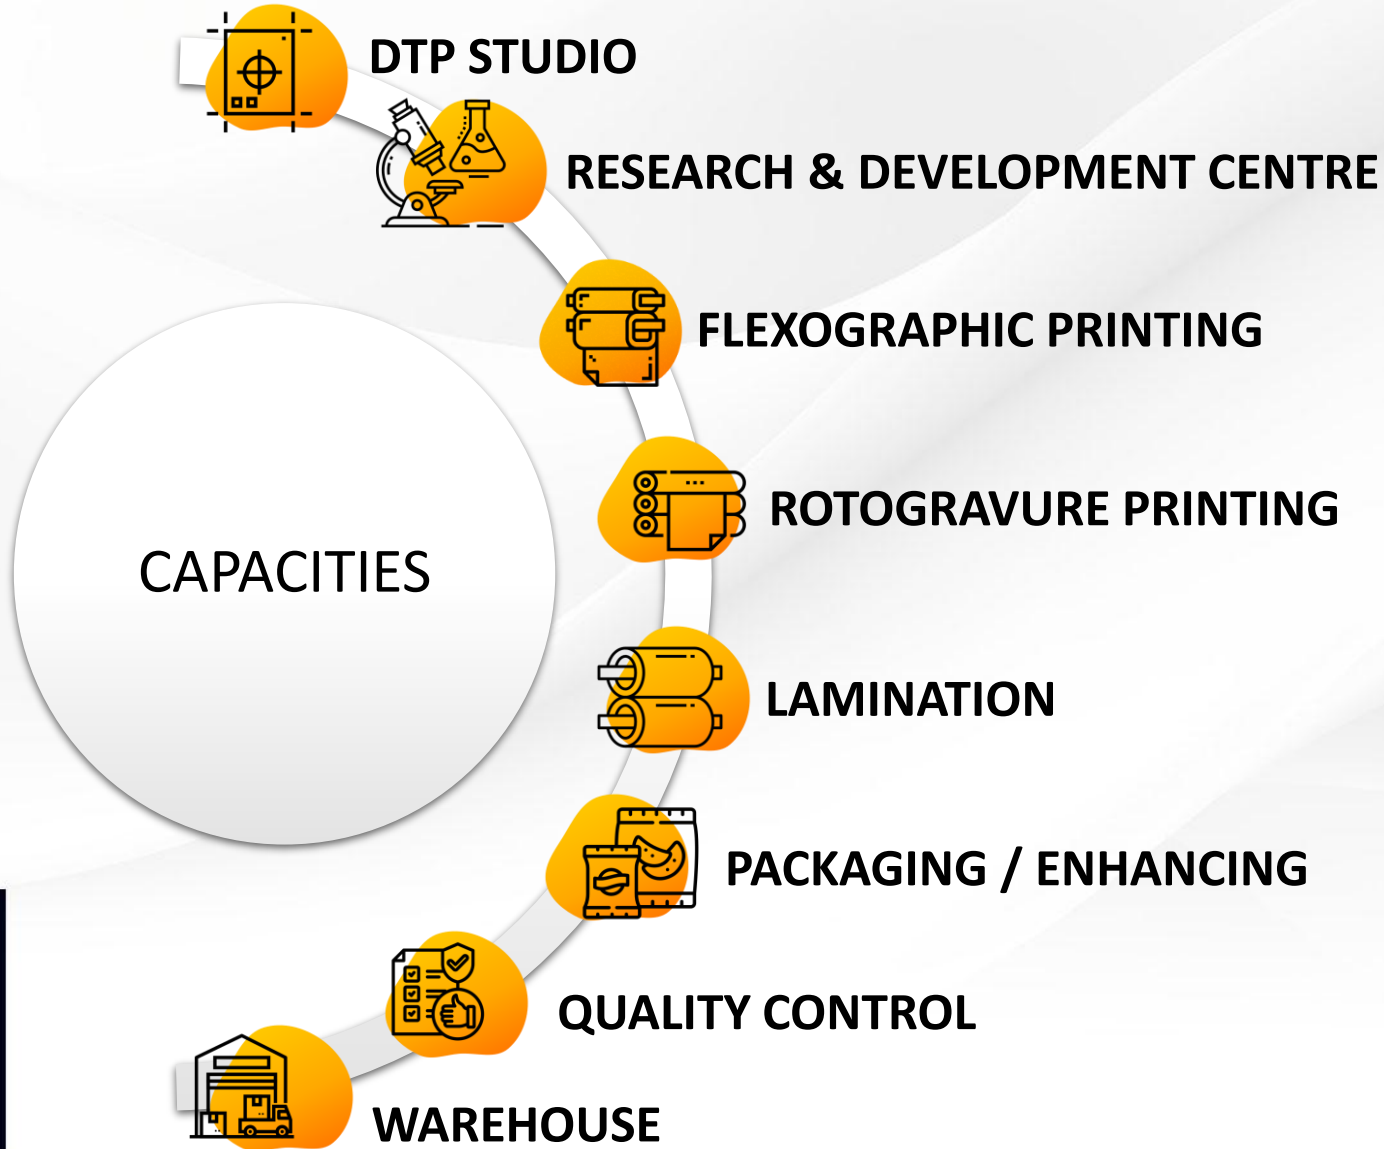 DTP STUDIO
RESEARCH & DEVELOPMENT CENTRE
FLEXOGRAPHIC PRINTING
ROTOGRAVURE PRINTING
CAPACITIES
LAMINATION
PACKAGING / ENHANCING
QUALITY CONTROL
WAREHOUSE